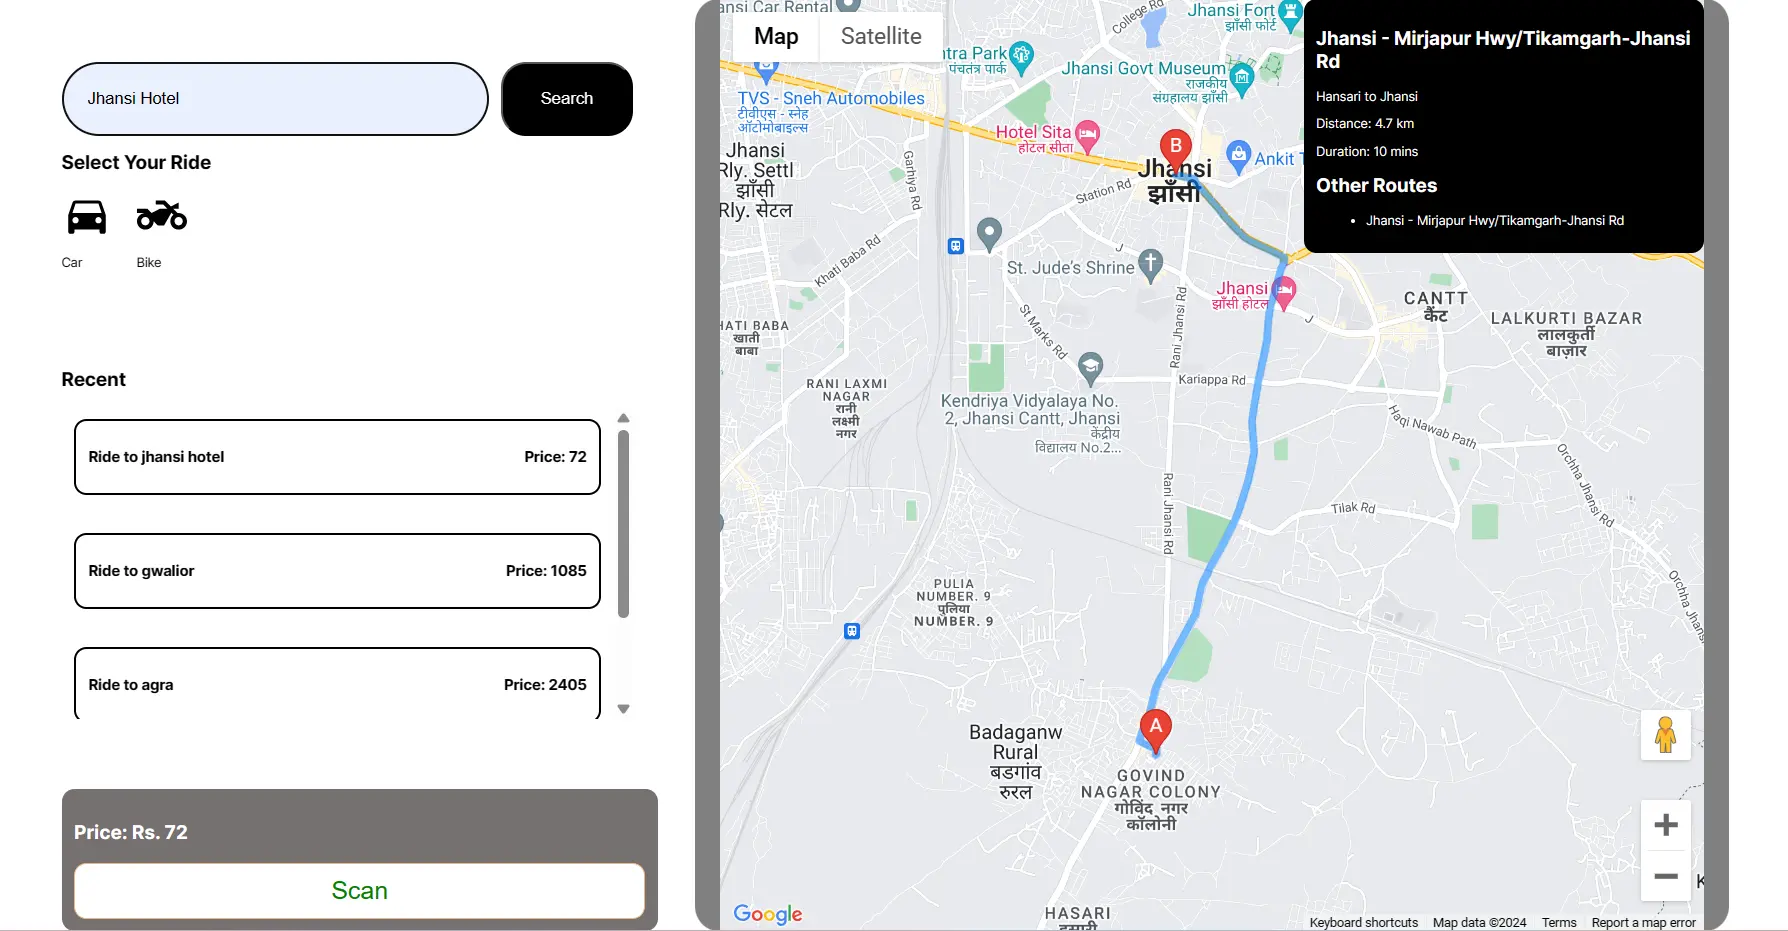 Jhansi Hotel
Search
Select Your Ride
Car
Bike
Recent
Ride to jhansi hotel
Price: 72
Ride to gwalior
Price: 1085
Ride to agra
Price: 2405
Price: Rs. 72
Scan
Map
Satellite
ansi Car Rental
College Rd
Jhansi Fort
झाँसी फोर्ट
ntra Park
पंचतंत्र पार्क
Jhansi Govt Museum
राजकीय
संग्रहालय झाँसी
TVS - Sneh Automobiles
टीवीएस - स्नेह
ऑटोमोबाइल्स
Hotel Sita
होटल सीता
B
Jhansi
झाँसी
Ankit T
Jhansi
Rly. Settl
झाँसी
Rly. सेटल
Garhiya Rd
Station Rd
Khati Baba Rd
J
St. Jude's Shrine
Jhansi
झाँसी होटल
J
CANTT
कैंट
LALKURTI BAZAR
लालकुर्ती
बाज़ार
HATI BABA
खाती
बाबा
St Marks Rd
Rani Jhansi Rd
RANI LAXMI
NAGAR
रानी
लक्ष्मी
नगर
Kariappa Rd
Kendriya Vidyalaya No.
2, Jhansi Cantt, Jhansi
केंद्रीय
विद्यालय No.2...
Haqi Nawab Path
Orchha Jhansi Rd
Rani Jhansi Rd
Tilak Rd
PULIA
NUMBER. 9
पुलिया
NUMBER. 9
Orchha Jhansi
A
Badaganw
Rural
बडगांव
रुरल
GOVIND
NAGAR COLONY
गोविंद नगर
कॉलोनी
HASARI
K
Google
Keyboard shortcuts
Map data ©2024
Terms
Report a map error
Jhansi - Mirjapur Hwy/Tikamgarh-Jhansi
Rd
Hansari to Jhansi
Distance: 4.7 km
Duration: 10 mins
Other Routes
• Jhansi - Mirjapur Hwy/Tikamgarh-Jhansi Rd